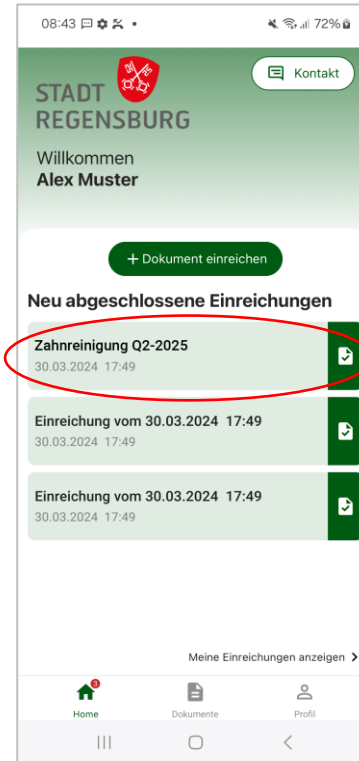 08:43
72%
STADT
REGENSBURG
Kontakt
Willkommen
Alex Muster
+ Dokument einreichen
Neu abgeschlossene Einreichungen
Zahnreinigung Q2-2025
30.03.2024 17:49
Einreichung vom 30.03.2024 17:49
30.03.2024 17:49
Einreichung vom 30.03.2024 17:49
30.03.2024 17:49
Meine Einreichungen anzeigen
3
Home
Dokumente
Profil